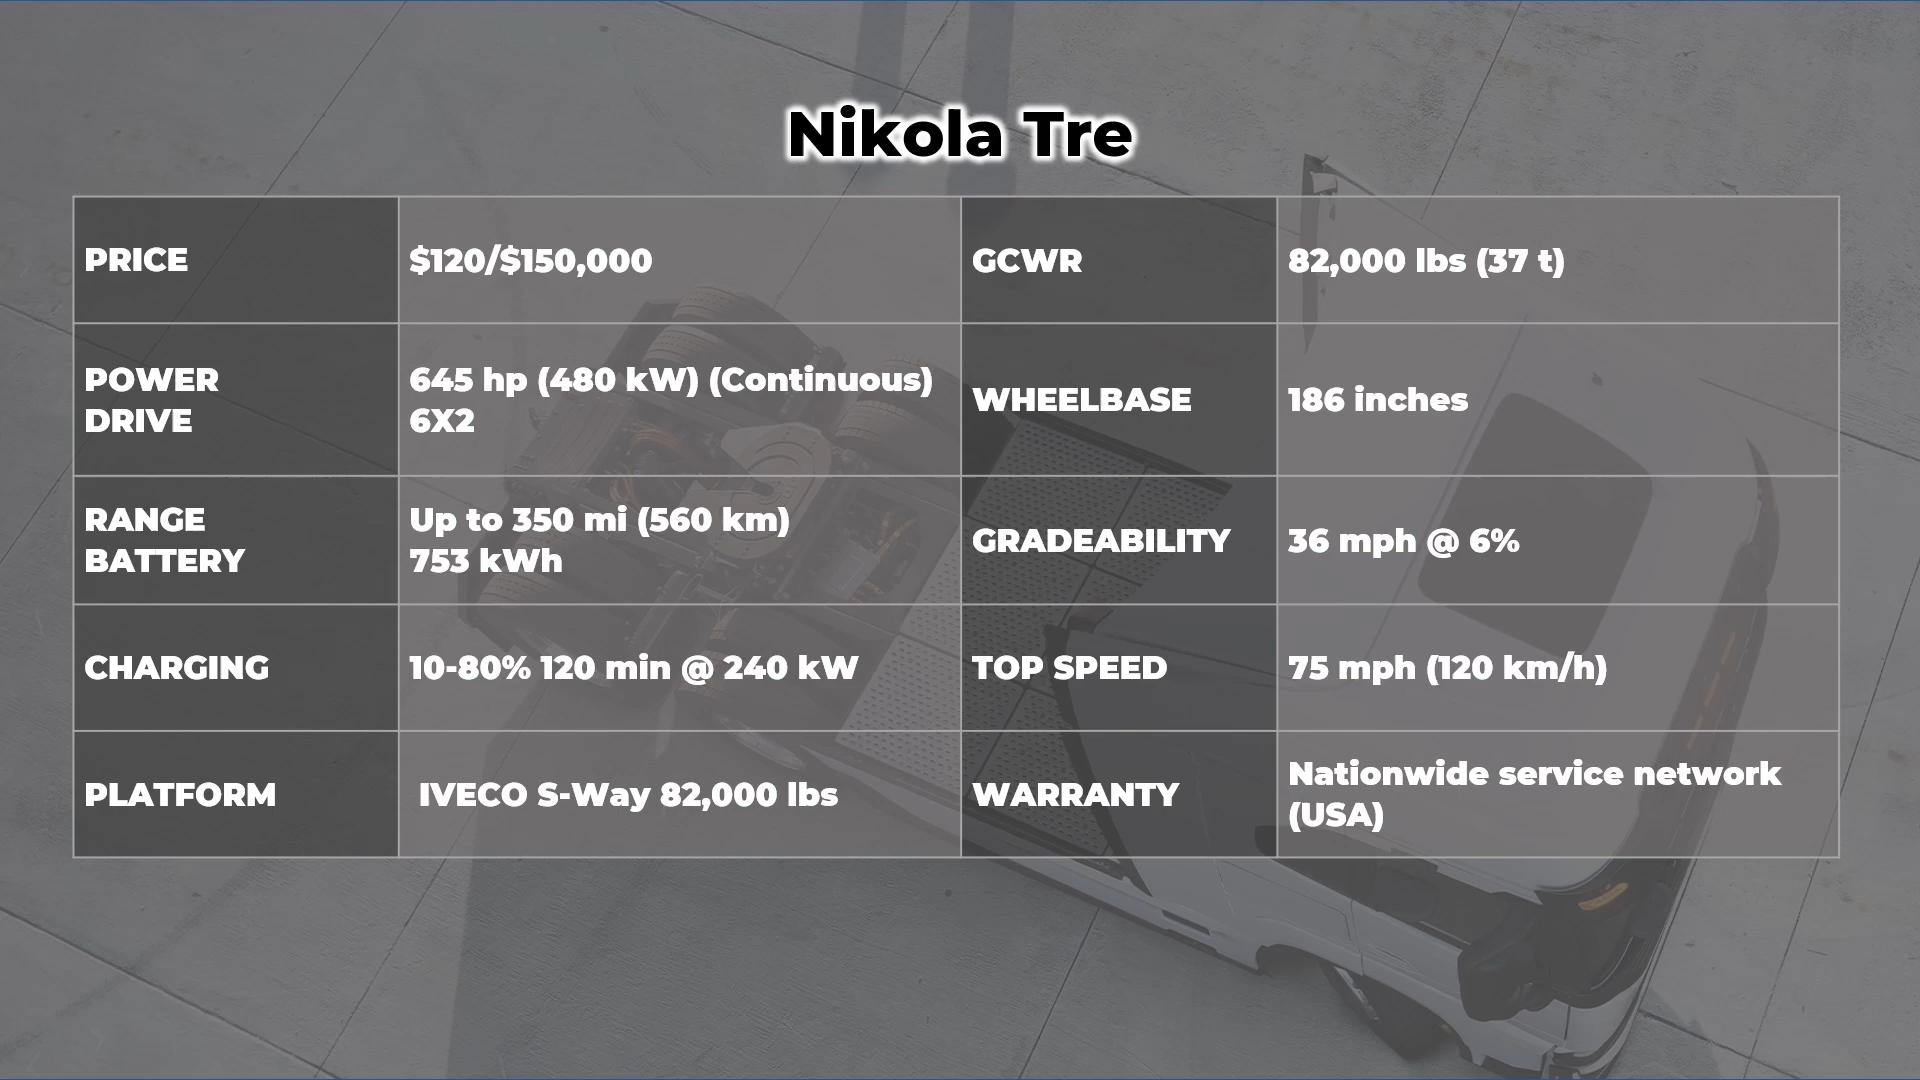 Nikola Tre
PRICE
$120/$150,000
GCWR
82,000 lbs (37 t)
POWER
DRIVE
645 hp (480 kW) (Continuous)
6X2
WHEELBASE
186 inches
RANGE
BATTERY
Up to 350 mi (560 km)
753 kWh
GRADEABILITY
36 mph @ 6%
CHARGING
10-80% 120 min @ 240 kW
TOP SPEED
75 mph (120 km/h)
PLATFORM
IVECO S-Way 82,000 lbs
WARRANTY
Nationwide service network
(USA)